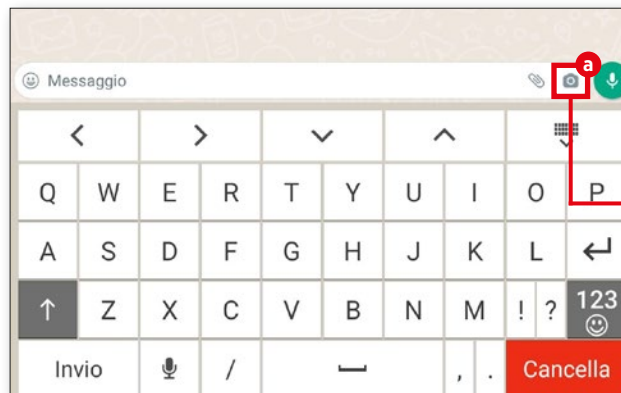 Messaggio
a
Q W E R T Y U I O P
A S D F G H J K L
Z X C V B N M ! ? 123
Invio / , . Cancella